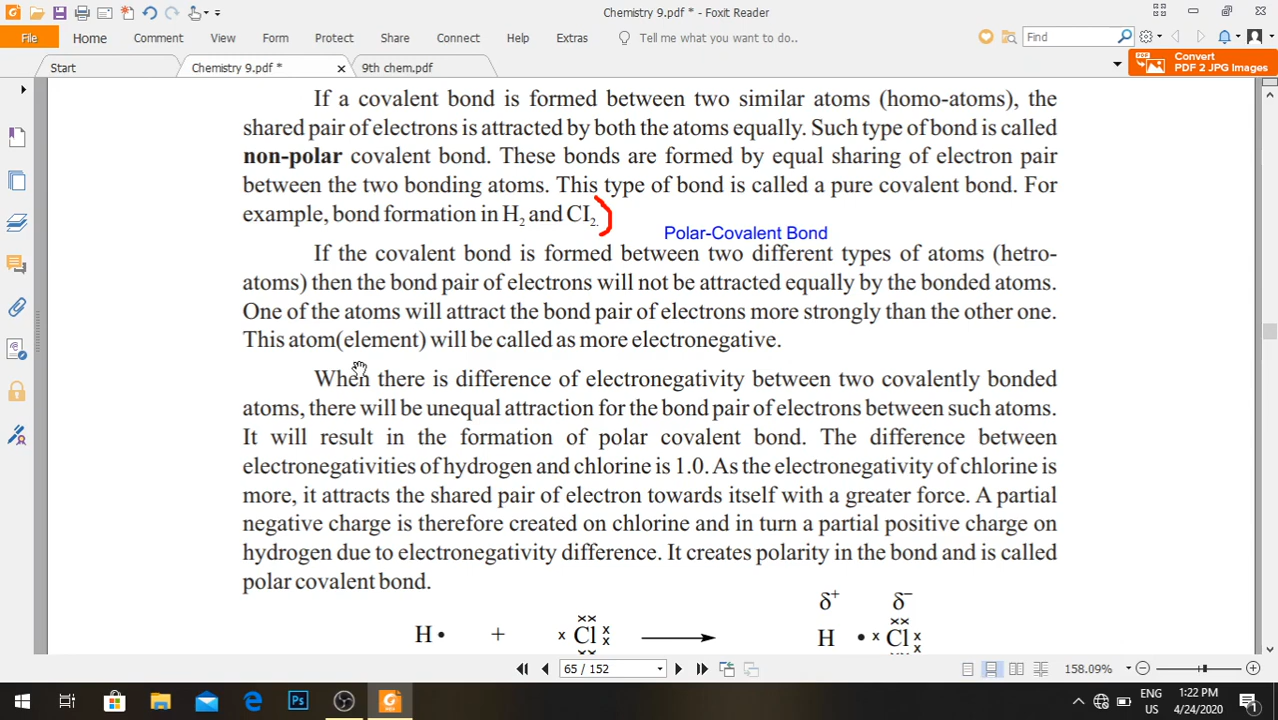 Chemistry 9.pdf * - Foxit Reader
File Home Comment View Form Protect Share Connect Help Extras Tell me what you want to do.. Find
Start Chemistry 9.pdf * 9th chem.pdf Convert
PDF 2 JPG Images
If a covalent bond is formed between two similar atoms (homo-atoms), the
shared pair of electrons is attracted by both the atoms equally. Such type of bond is called
non-polar covalent bond. These bonds are formed by equal sharing of electron pair
between the two bonding atoms. This type of bond is called a pure covalent bond. For
example, bond formation in H₂ and CI₂.
Polar-Covalent Bond
If the covalent bond is formed between two different types of atoms (hetro-
atoms) then the bond pair of electrons will not be attracted equally by the bonded atoms.
One of the atoms will attract the bond pair of electrons more strongly than the other one.
This atom(element) will be called as more electronegative.
When there is difference of electronegativity between two covalently bonded
atoms, there will be unequal attraction for the bond pair of electrons between such atoms.
It will result in the formation of polar covalent bond. The difference between
electronegativities of hydrogen and chlorine is 1.0. As the electronegativity of chlorine is
more, it attracts the shared pair of electron towards itself with a greater force. A partial
negative charge is therefore created on chlorine and in turn a partial positive charge on
hydrogen due to electronegativity difference. It creates polarity in the bond and is called
polar covalent bond.
δ⁺ δ⁻
xx xx
H • + x Cl x x ⟶ H • x Cl x x
xx xx
65 / 152 158.09%
ENG 1:22 PM
US 4/24/2020